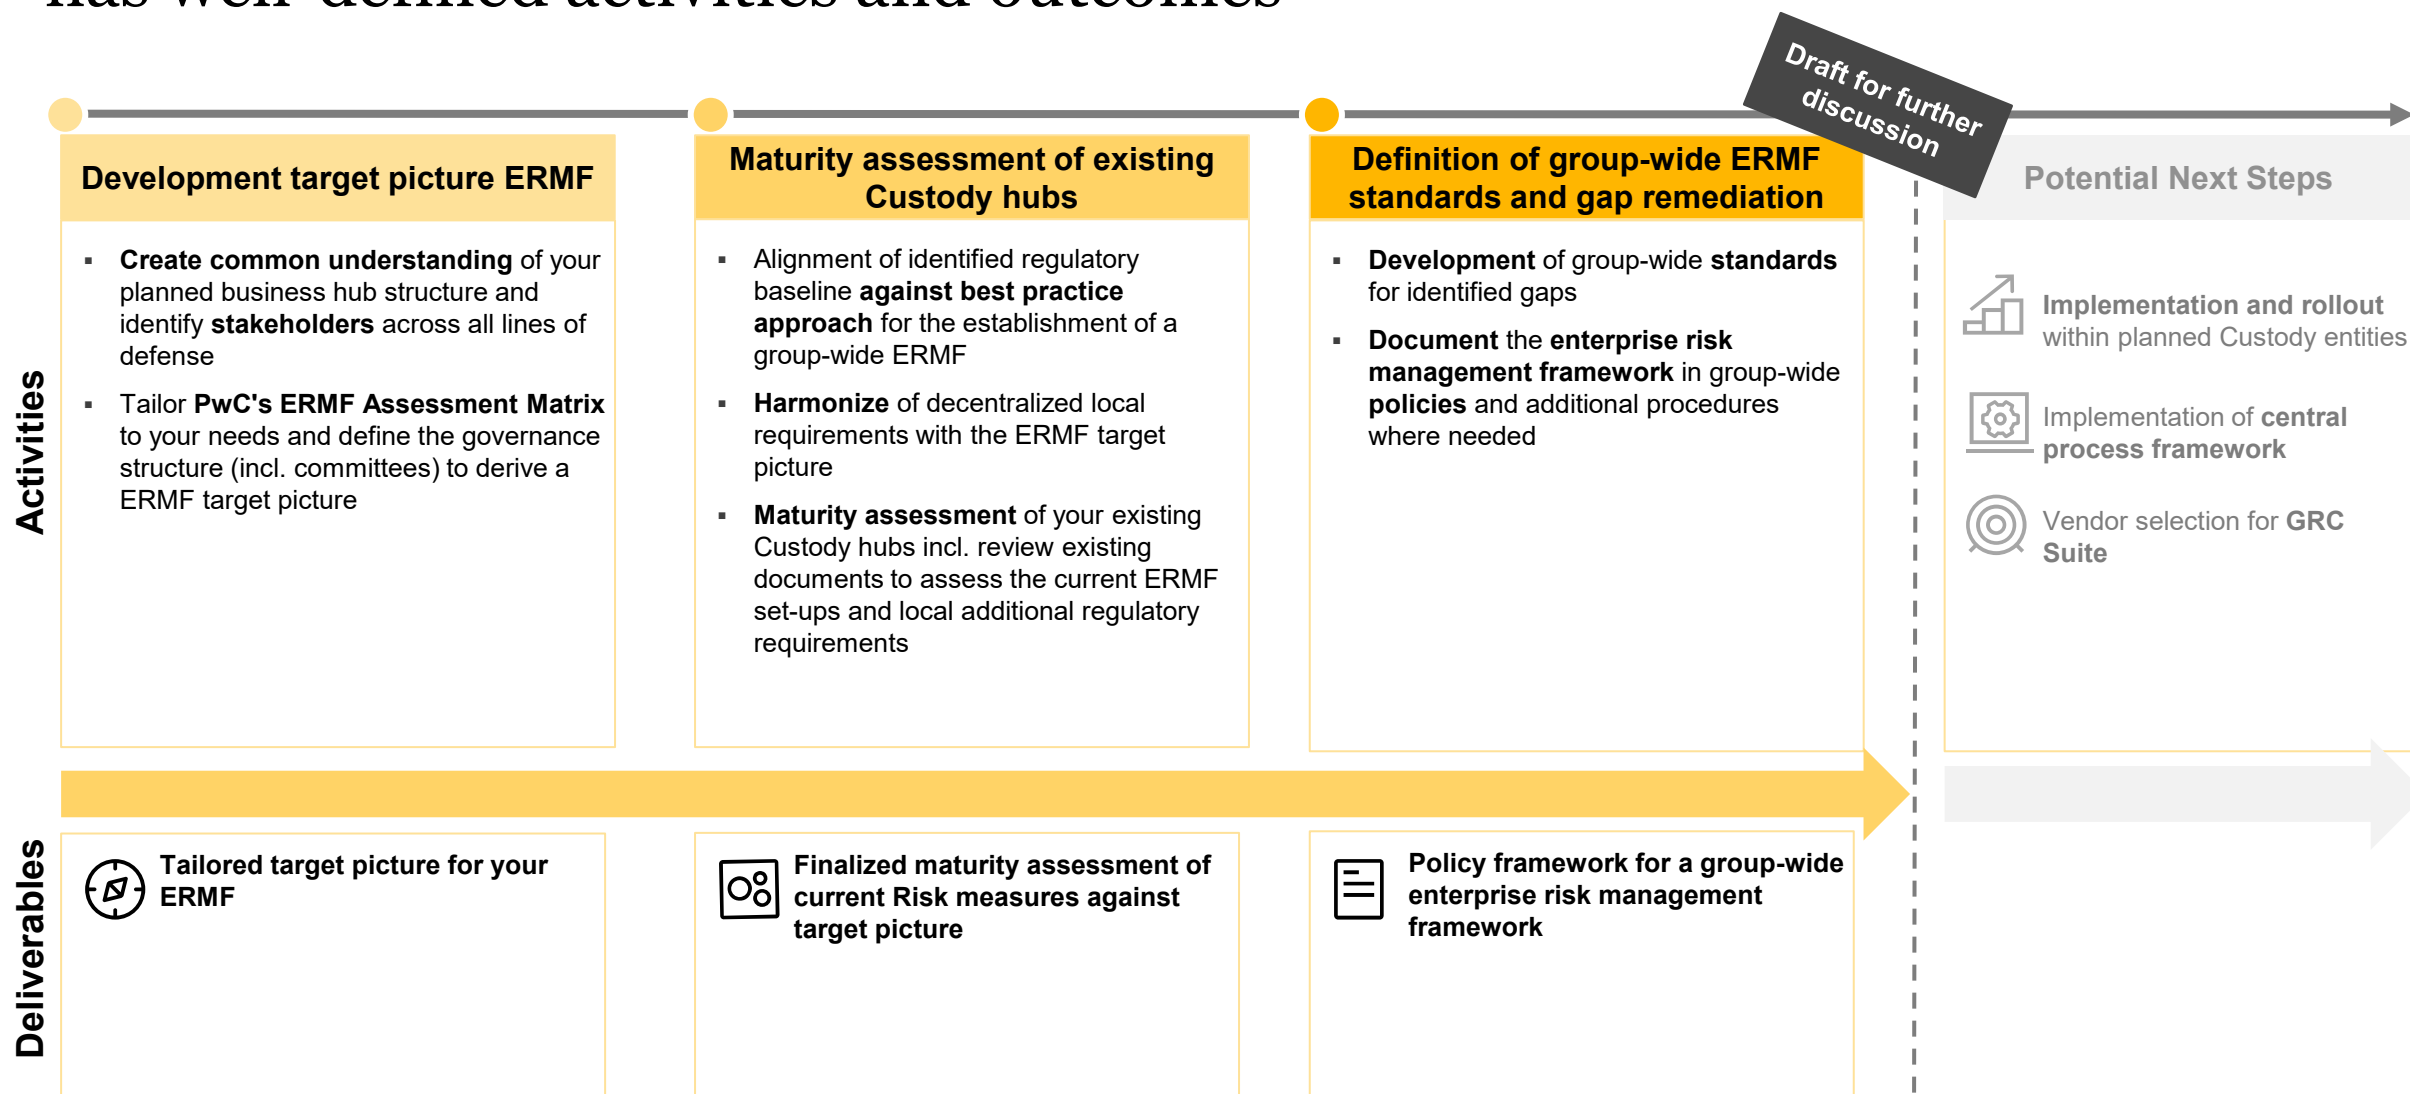 has well-defined activities and outcomes
Draft for further
discussion
Development target picture ERMF
Maturity assessment of existing
Custody hubs
Definition of group-wide ERMF
standards and gap remediation
Potential Next Steps
Activities
▪ Create common understanding of your
planned business hub structure and
identify stakeholders across all lines of
defense
▪ Tailor PwC's ERMF Assessment Matrix
to your needs and define the governance
structure (incl. committees) to derive a
ERMF target picture
▪ Alignment of identified regulatory
baseline against best practice
approach for the establishment of a
group-wide ERMF
▪ Harmonize of decentralized local
requirements with the ERMF target
picture
▪ Maturity assessment of your existing
Custody hubs incl. review existing
documents to assess the current ERMF
set-ups and local additional regulatory
requirements
▪ Development of group-wide standards
for identified gaps
▪ Document the enterprise risk
management framework in group-wide
policies and additional procedures
where needed
Implementation and rollout
within planned Custody entities
Implementation of central
process framework
Vendor selection for GRC
Suite
Deliverables
Tailored target picture for your
ERMF
Finalized maturity assessment of
current Risk measures against
target picture
Policy framework for a group-wide
enterprise risk management
framework